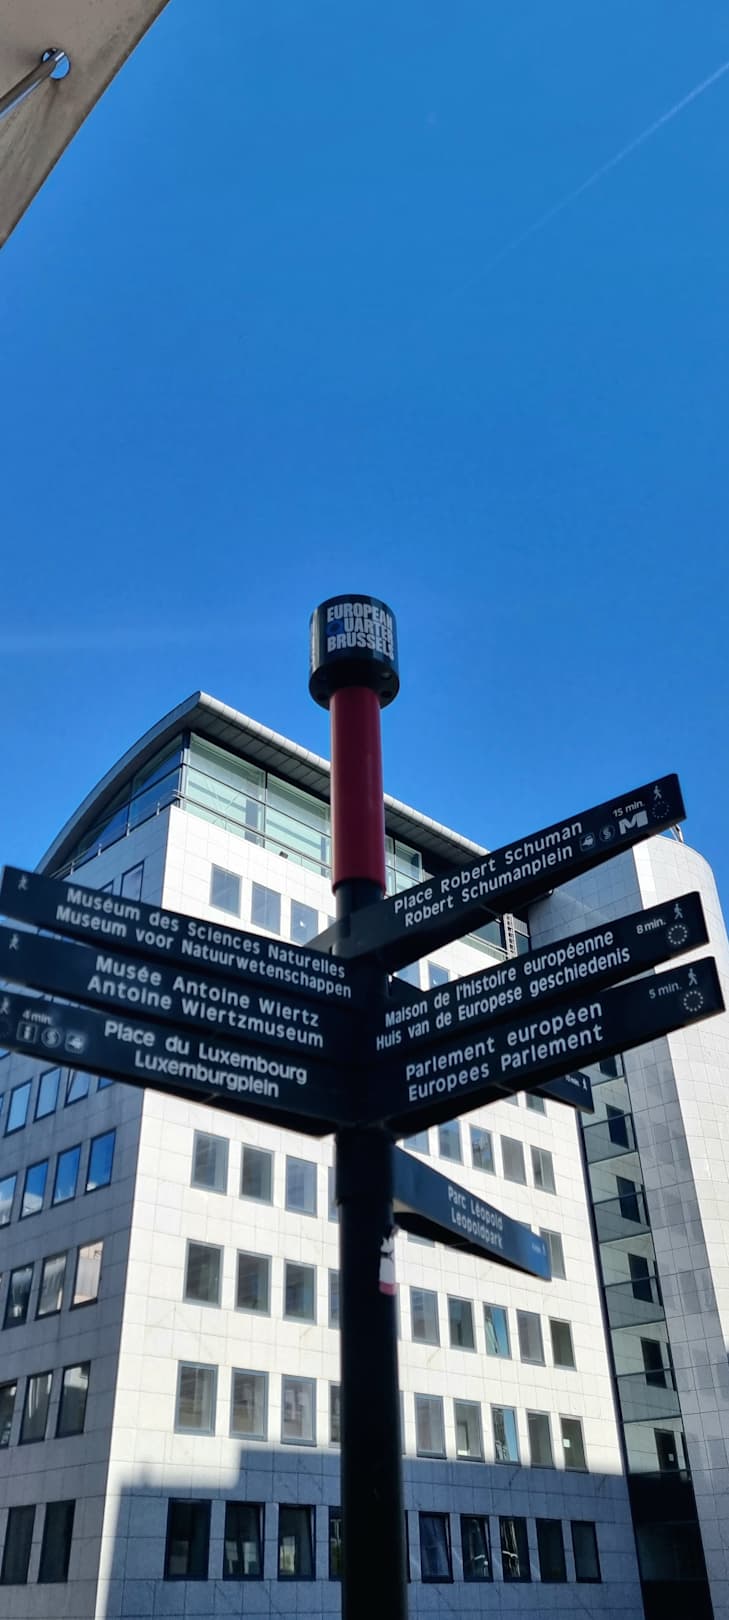 EUROPEAN
QUARTER
BRUSSELS
15 min.
Place Robert Schuman
Robert Schumanplein
M
Muséum des Sciences Naturelles
Museum voor Natuurwetenschappen
8 min.
Maison de l'histoire européenne
Huis van de Europese geschiedenis
Musée Antoine Wiertz
Antoine Wiertzmuseum
5 min.
Parlement européen
Europees Parlement
4 min.
Place du Luxembourg
Luxemburgplein
Parc Léopold
Leopoldpark